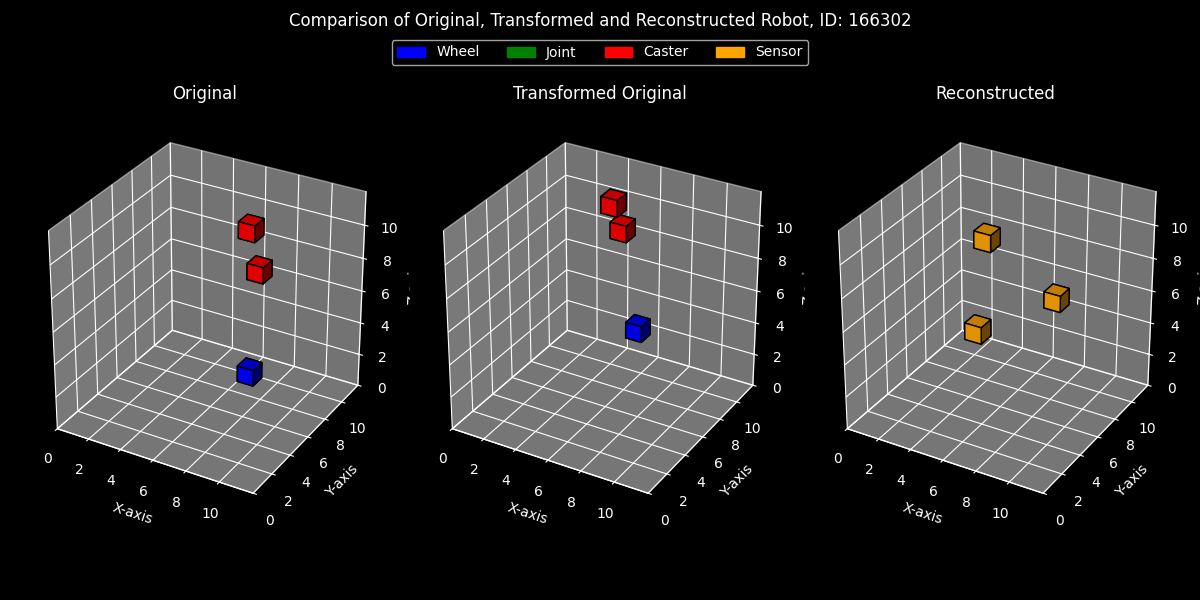 Comparison of Original, Transformed and Reconstructed Robot, ID: 166302
Wheel Joint Caster Sensor
Original Transformed Original Reconstructed
10 10 10
8 8 8
6 6 6
4 4 4
2 2 2
0 0 0
10 10 10
8 8 8
6 6 6
4 4 4
2 2 2
0 0 0
0 2 4 6 8 10 0 2 4 6 8 10 0 2 4 6 8 10
X-axis Y-axis X-axis Y-axis X-axis Y-axis